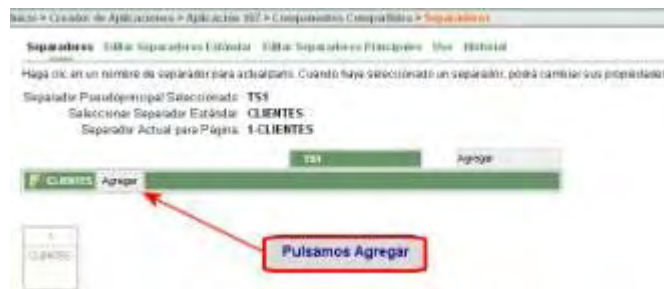 Inicio > Creador de Aplicaciones > Aplicación 107 > Componentes Compartidos > Separadores
Separadores Editar Separadores Estándar Editar Separadores Principales Uso Historial
Haga clic en un nombre de separador para actualizarlo. Cuando haya seleccionado un separador, podrá cambiar sus propiedades
Separador Pseudoprincipal Seleccionado TS1
Seleccionar Separador Estándar CLIENTES
Separador Actual para Página 1-CLIENTES
TS1 Agregar
CLIENTES Agregar
1
CLIENTES
Pulsamos Agregar